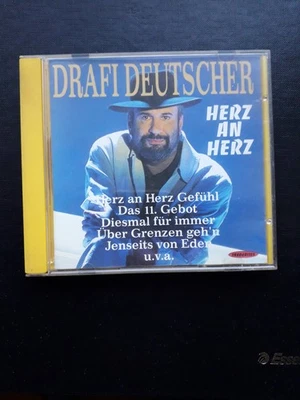 DRAFI DEUTSCHER
HERZ
AN
HERZ
Herz an Herz Gefühl
Das 11. Gebot
Diesmal für immer
Über Grenzen geh'n
Jenseits von Eden
u.v.a.